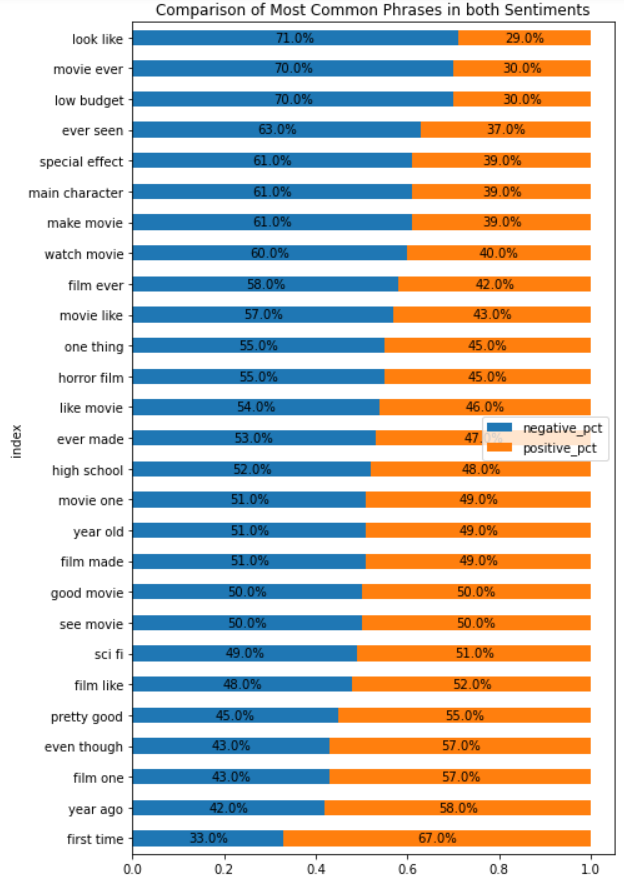 Comparison of Most Common Phrases in both Sentiments
look like 71.0% 29.0%
movie ever 70.0% 30.0%
low budget 70.0% 30.0%
ever seen 63.0% 37.0%
special effect 61.0% 39.0%
main character 61.0% 39.0%
make movie 61.0% 39.0%
watch movie 60.0% 40.0%
film ever 58.0% 42.0%
movie like 57.0% 43.0%
one thing 55.0% 45.0%
horror film 55.0% 45.0%
like movie 54.0% 46.0%
negative_pct
ever made 53.0% 47.0%
positive_pct
index
high school 52.0% 48.0%
movie one 51.0% 49.0%
year old 51.0% 49.0%
film made 51.0% 49.0%
good movie 50.0% 50.0%
see movie 50.0% 50.0%
sci fi 49.0% 51.0%
film like 48.0% 52.0%
pretty good 45.0% 55.0%
even though 43.0% 57.0%
film one 43.0% 57.0%
year ago 42.0% 58.0%
first time 33.0% 67.0%
0.0 0.2 0.4 0.6 0.8 1.0